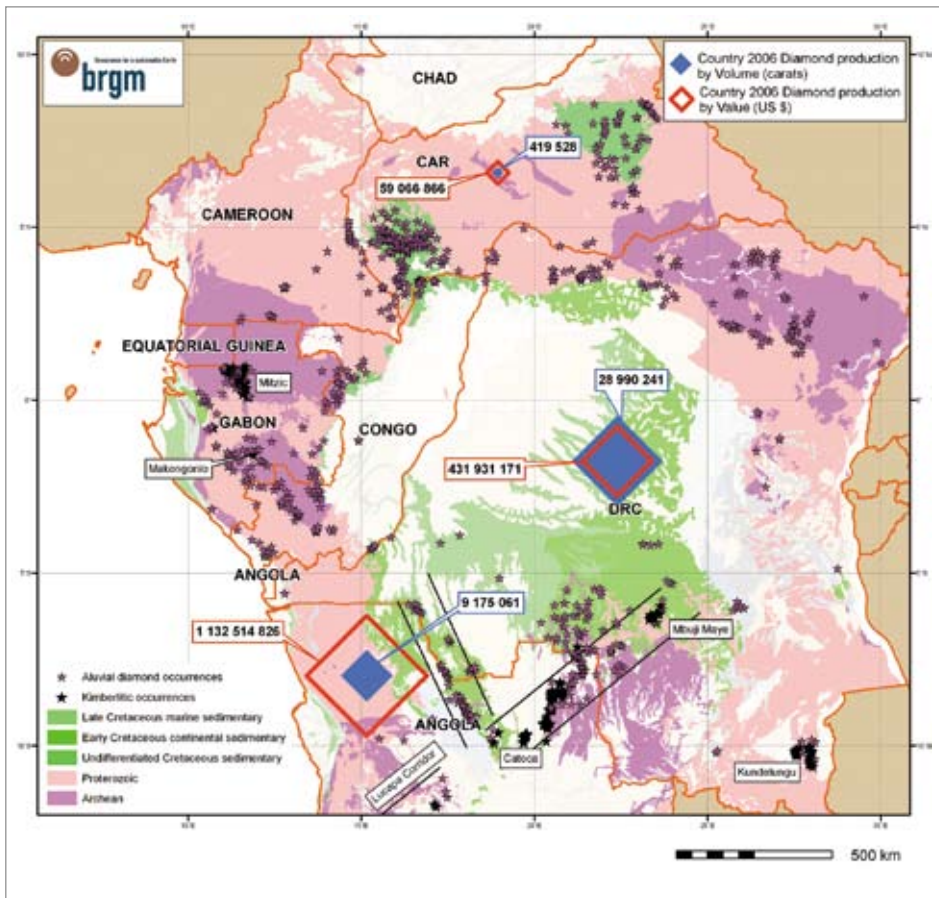 brgm
Country 2006 Diamond production
by Volume (carats)
Country 2006 Diamond production
by Value (US $)
CHAD
419 528
CAR
59 066 866
CAMEROON
EQUATORIAL GUINEA
Mitzic
28 990 241
GABON
CONGO
Makongonio
431 931 171
DRC
ANGOLA
9 175 061
1 132 514 826
Mbuji Maye
Aluvial diamond occurrences
Kimberlitic occurrences
Late Cretaceous marine sedimentary
Early Cretaceous continental sedimentary
Undifferentiated Cretaceous sedimentary
Proterozoic
Archean
ANGOLA
Catoca
Lucapa Corridor
Kundelungu
500 km